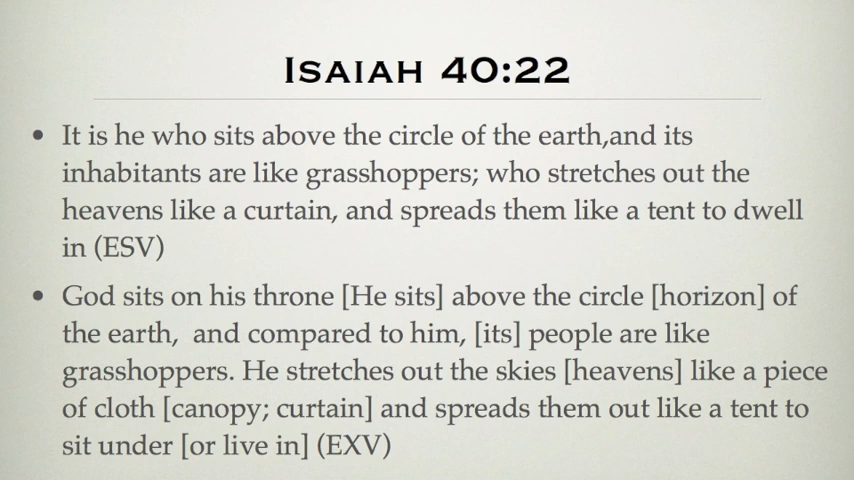 Isaiah 40:22
• It is he who sits above the circle of the earth,and its
inhabitants are like grasshoppers; who stretches out the
heavens like a curtain, and spreads them like a tent to dwell
in (ESV)
• God sits on his throne [He sits] above the circle [horizon] of
the earth,  and compared to him, [its] people are like
grasshoppers. He stretches out the skies [heavens] like a piece
of cloth [canopy; curtain] and spreads them out like a tent to
sit under [or live in] (EXV)